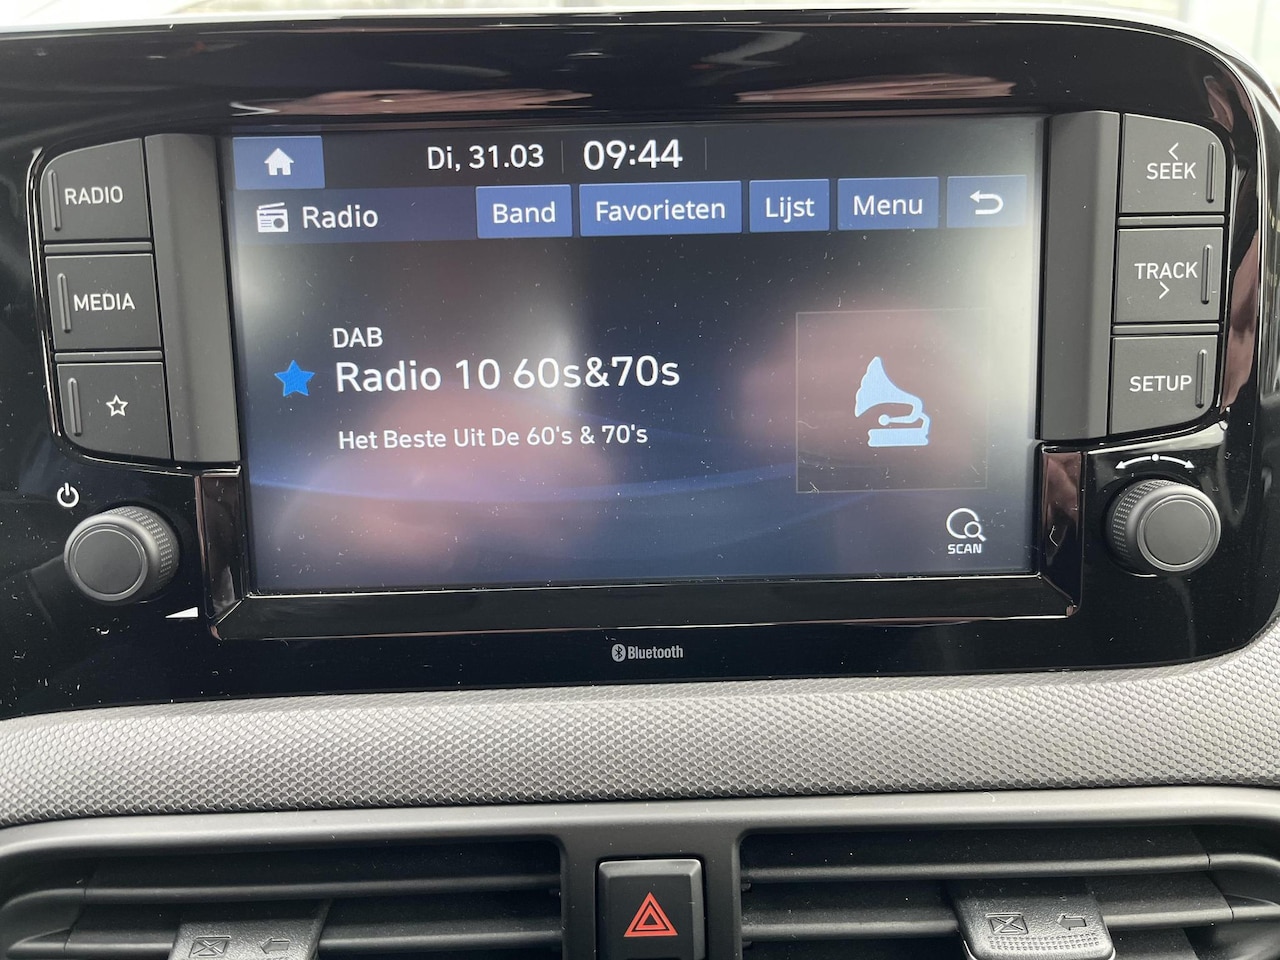 Di, 31.03 09:44
Radio Band Favorieten Lijst Menu
DAB
Radio 10 60s&70s
Het Beste Uit De 60's & 70's
SCAN
RADIO
MEDIA
< SEEK
TRACK >
SETUP
Bluetooth